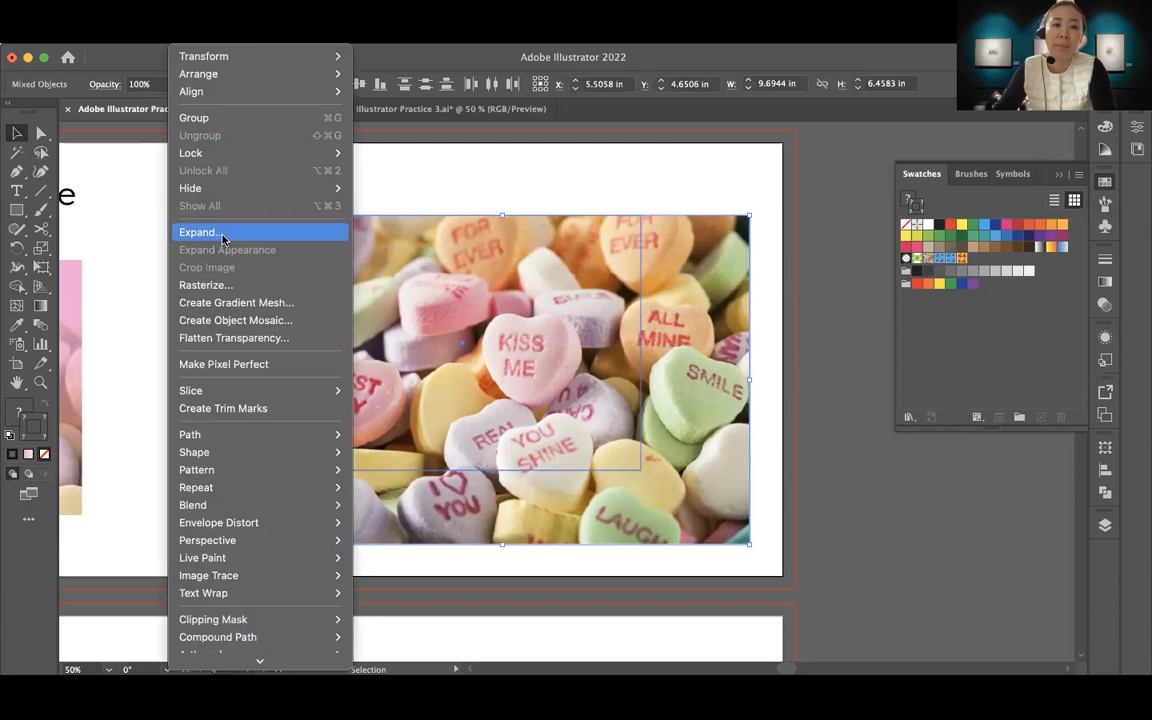 Adobe Illustrator 2022
Mixed Objects
Opacity:
100%
X:
5.5058 in
Y:
4.6506 in
W:
9.6944 in
H:
6.4583 in
Adobe Illustrator Prac
Illustrator Practice 3.ai* @ 50 % (RGB/Preview)
Transform
Arrange
Align
Group ⌘G
Ungroup ⇧⌘G
Lock
Unlock All ⌥⌘2
Hide
Show All ⌥⌘3
Expand...
Expand Appearance
Crop Image
Rasterize...
Create Gradient Mesh...
Create Object Mosaic...
Flatten Transparency...
Make Pixel Perfect
Slice
Create Trim Marks
Path
Shape
Pattern
Repeat
Blend
Envelope Distort
Perspective
Live Paint
Image Trace
Text Wrap
Clipping Mask
Compound Path
e
FOR
EVER
EVER
KISS
ME
ALL
MINE
SMILE
REAL
YOU
SHINE
I ♥
YOU
LAUGH
Swatches
Brushes
Symbols
50%
0°
Selection